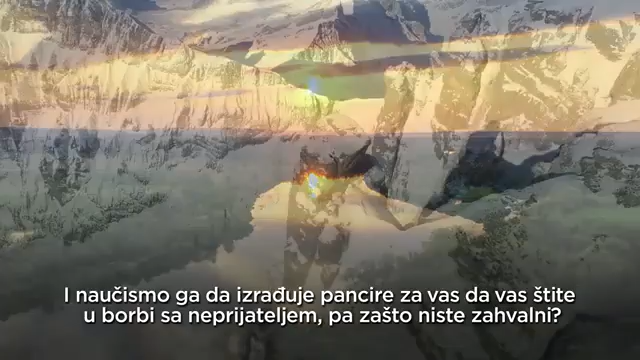 I naučismo ga da izrađuje pancire za vas da vas štite
u borbi sa neprijateljem, pa zašto niste zahvalni?